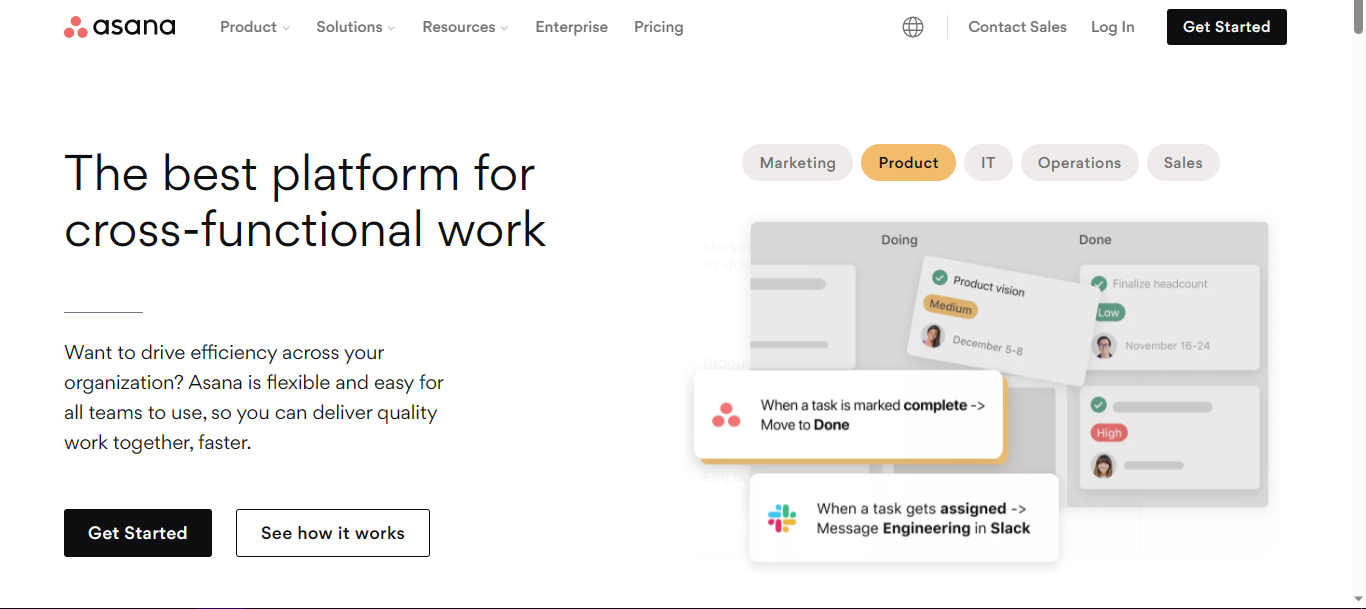 asana
Product
Solutions
Resources
Enterprise
Pricing
Contact Sales
Log In
Get Started
The best platform for
cross-functional work
Want to drive efficiency across your
organization? Asana is flexible and easy for
all teams to use, so you can deliver quality
work together, faster.
Get Started
See how it works
Marketing
Product
IT
Operations
Sales
Doing
Done
Product vision
Medium
December 5-8
Finalize headcount
Low
November 16-24
High
When a task is marked complete ->
Move to Done
When a task gets assigned ->
Message Engineering in Slack